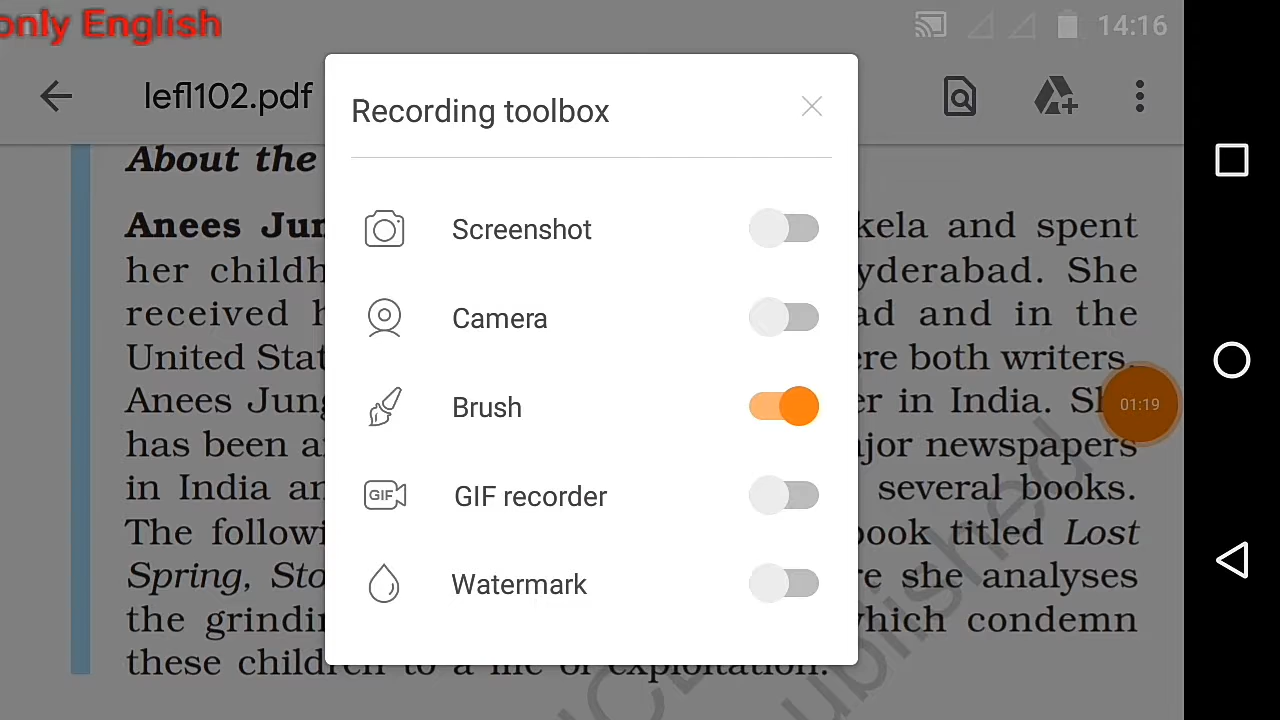 only English
14:16
lefl102.pdf
Recording toolbox
About the
Anees Jun kela and spent
her childh yderabad. She
received h ad and in the
United Stat ere both writers.
Anees Jung er in India. Sh
has been a ajor newspapers
in India an several books.
The followi book titled Lost
Spring, Sto re she analyses
the grindin which condemn
these children to a life of exploitation.
Screenshot
Camera
Brush
01:19
GIF
GIF recorder
Watermark
ublished